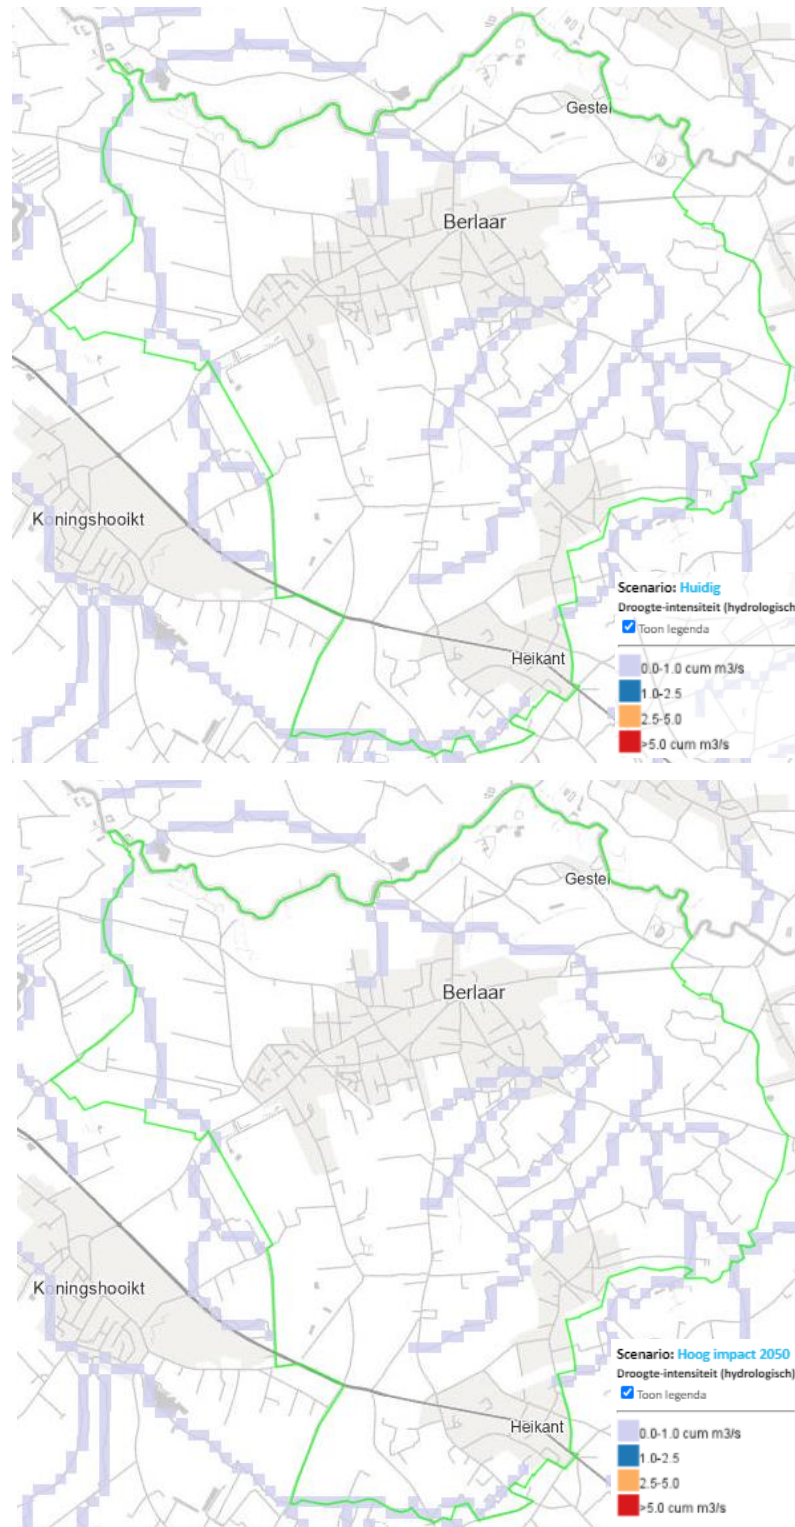 Gestel
Berlaar
Koningshooikt
Heikant
Scenario: Huidig
Droogte-intensiteit (hydrologisch
Toon legenda
0.0-1.0 cum m3/s
1.0-2.5
2.5-5.0
>5.0 cum m3/s
Gestel
Berlaar
Koningshooikt
Heikant
Scenario: Hoog impact 2050
Droogte-intensiteit (hydrologisch)
Toon legenda
0.0-1.0 cum m3/s
1.0-2.5
2.5-5.0
>5.0 cum m3/s